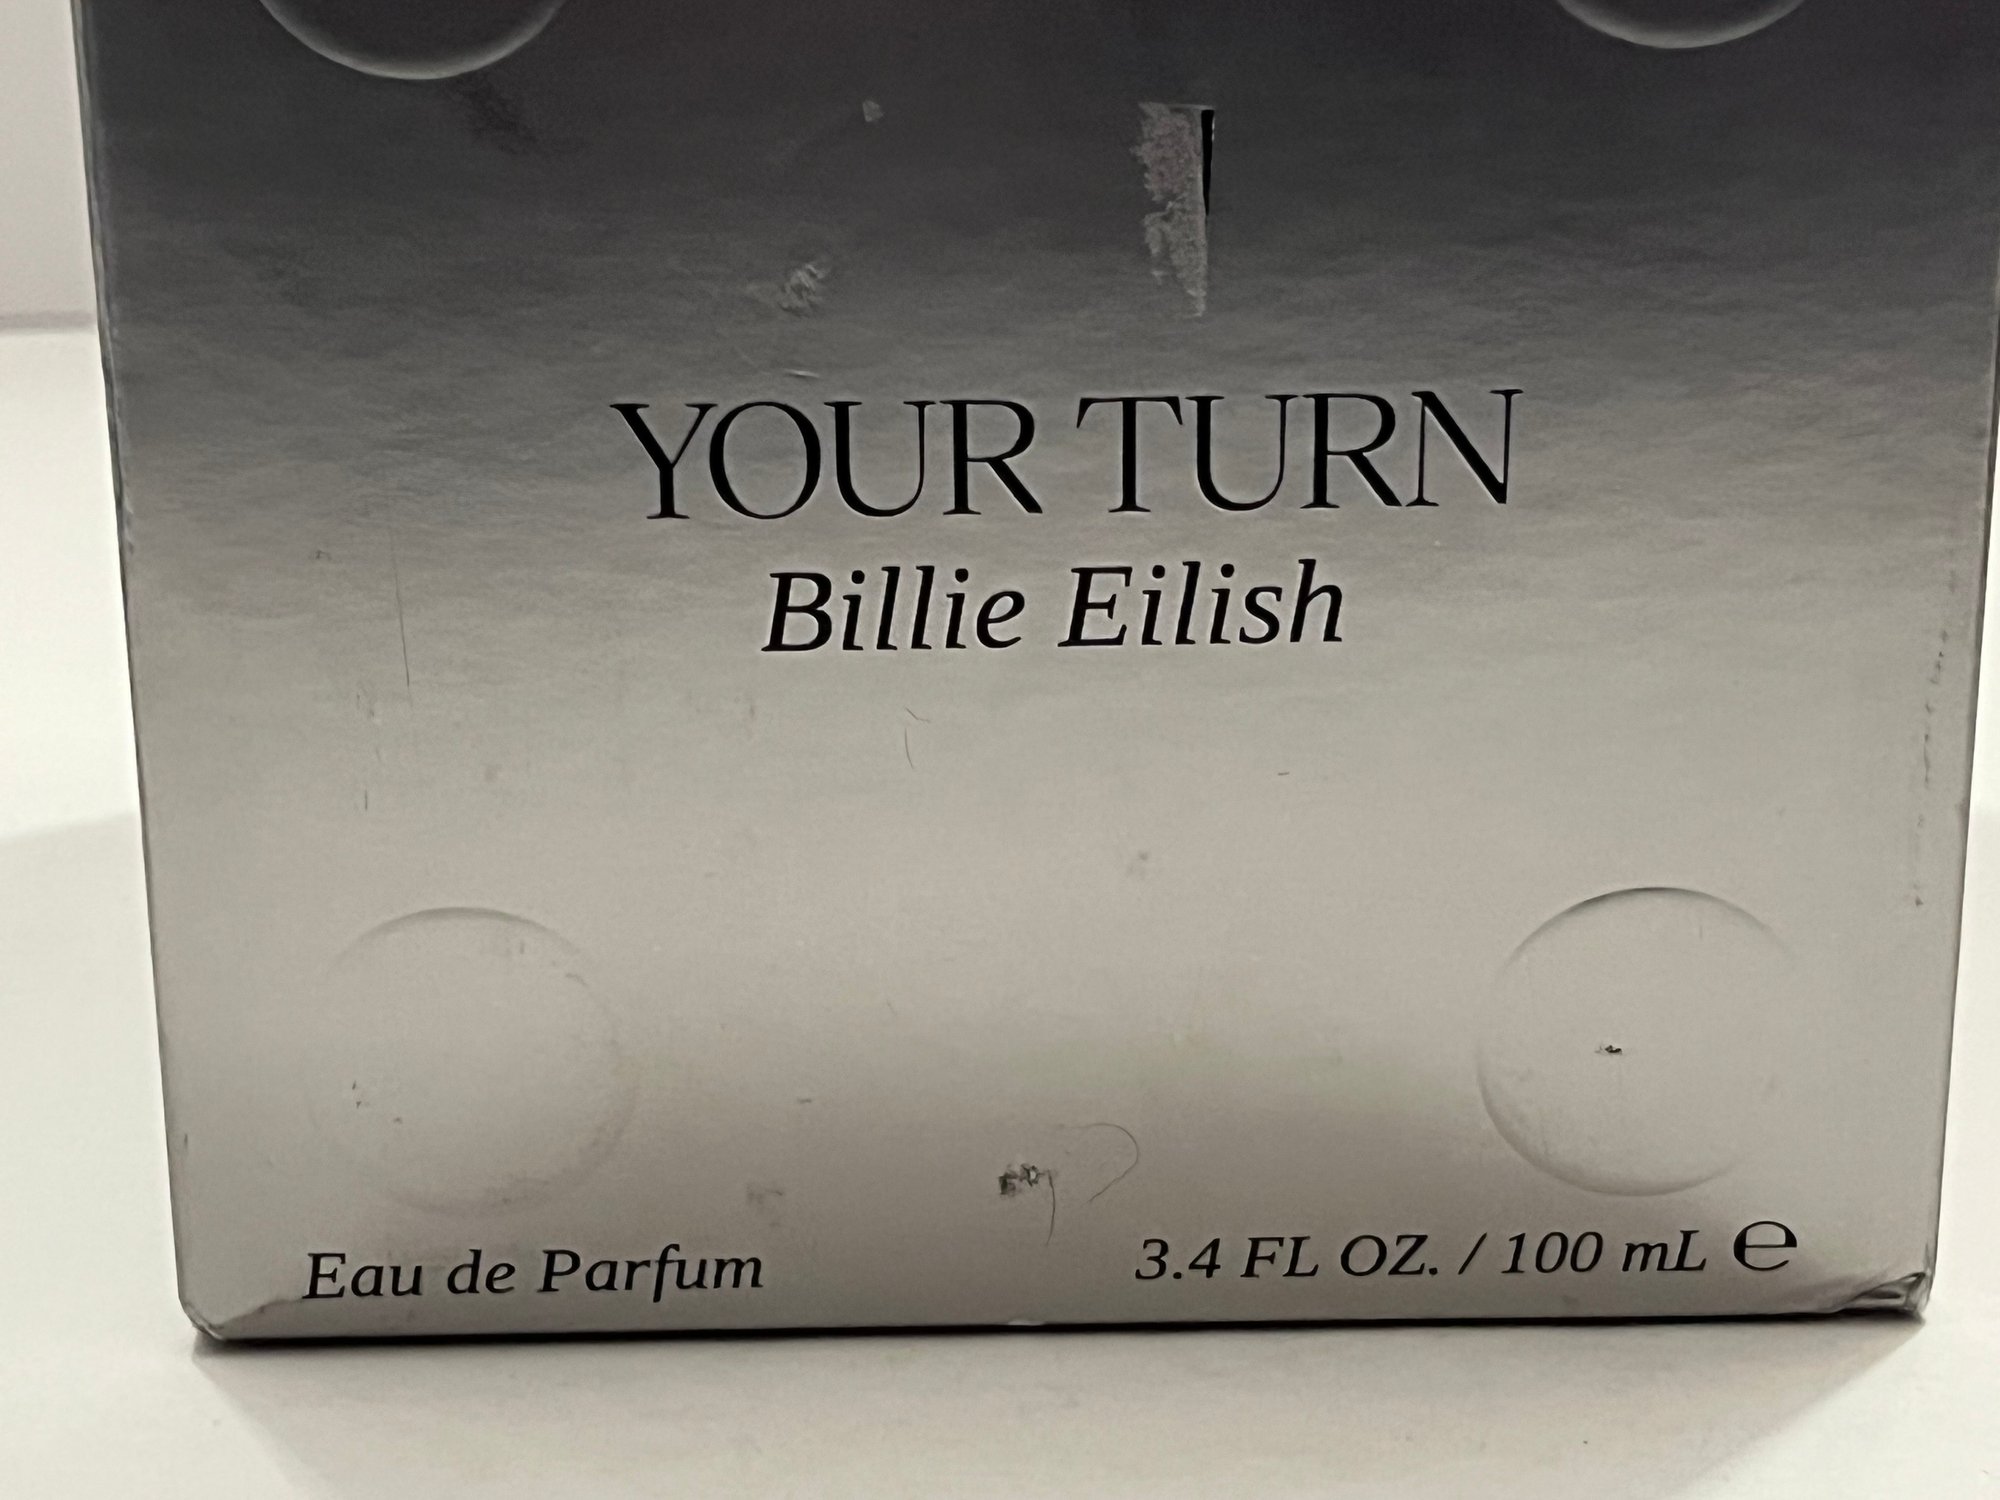 YOUR TURN
Billie Eilish
Eau de Parfum
3.4 FL OZ. / 100 mL ℮